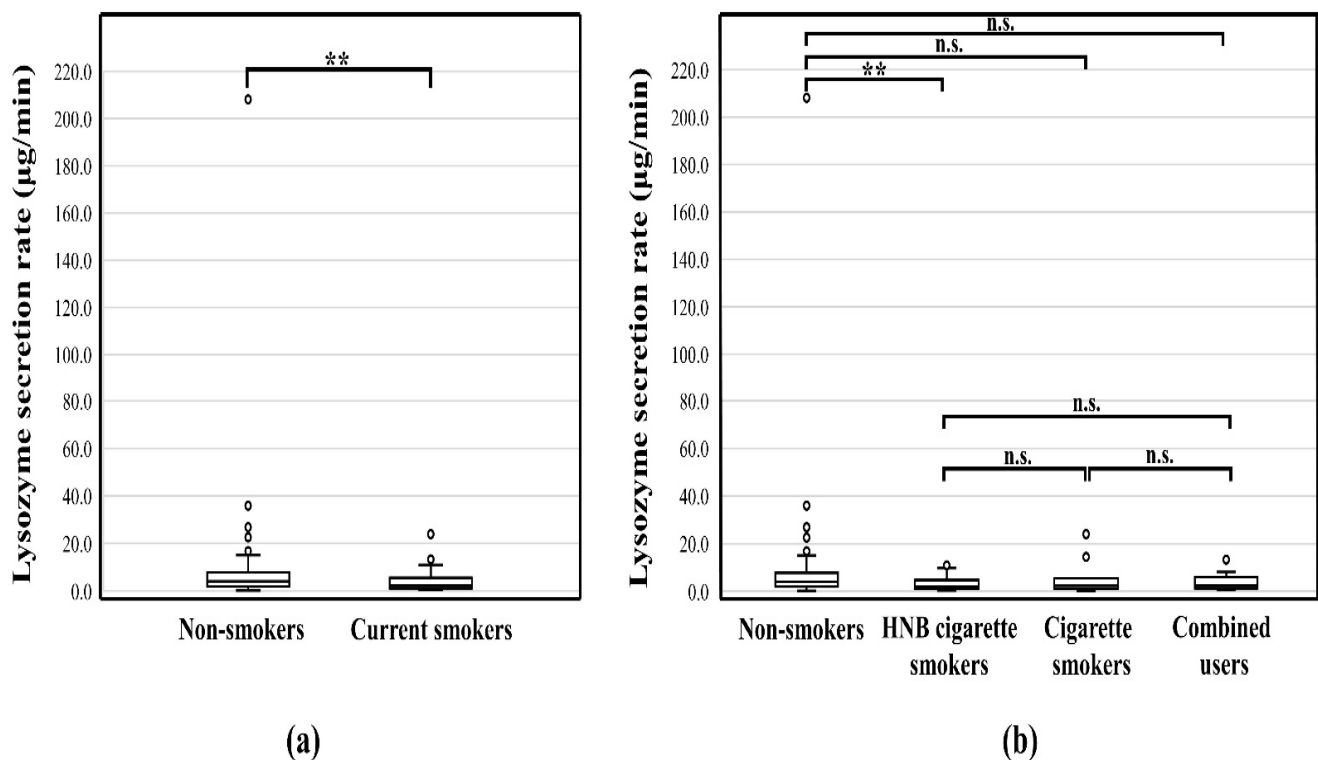 **
Lysozyme secretion rate (µg/min)
220.0
200.0
180.0
160.0
140.0
120.0
100.0
80.0
60.0
40.0
20.0
0.0
Non-smokers
Current smokers
(a)
n.s.
n.s.
**
Lysozyme secretion rate (µg/min)
220.0
200.0
180.0
160.0
140.0
120.0
100.0
80.0
60.0
40.0
20.0
0.0
n.s.
n.s.
n.s.
Non-smokers
HNB cigarette
smokers
Cigarette
smokers
Combined
users
(b)